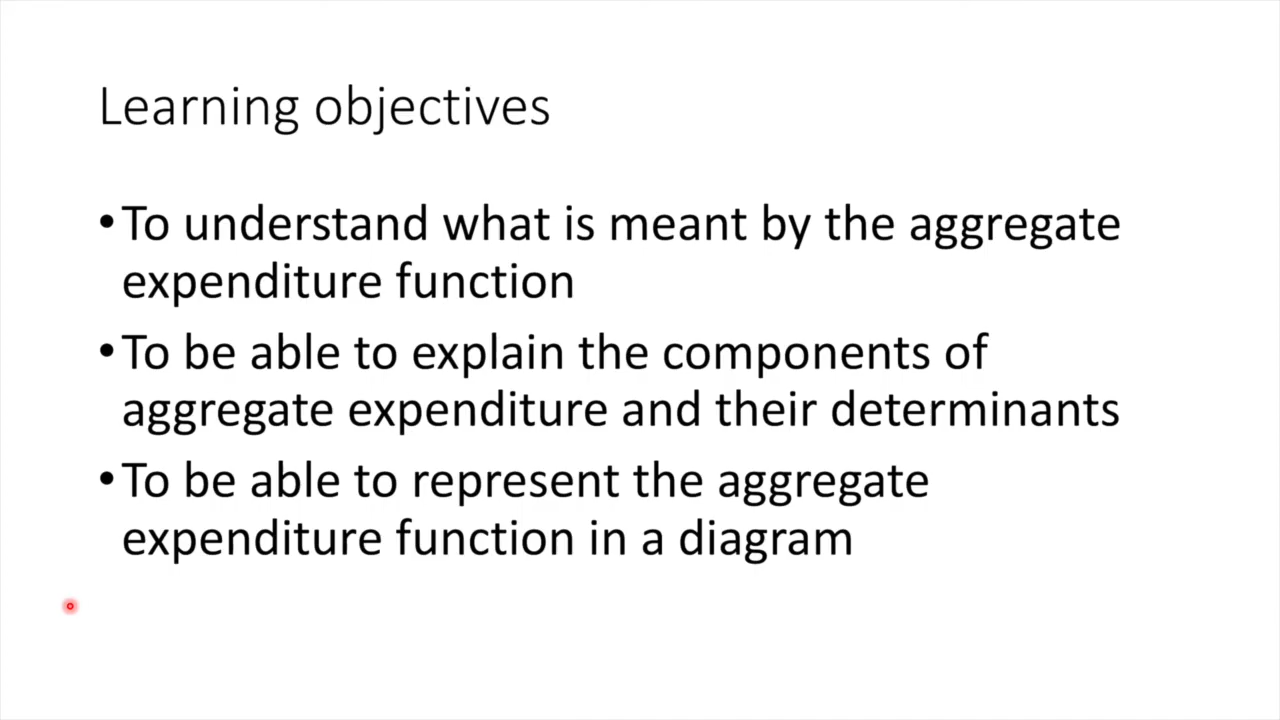 Learning objectives
•To understand what is meant by the aggregate
expenditure function
•To be able to explain the components of
aggregate expenditure and their determinants
•To be able to represent the aggregate
expenditure function in a diagram